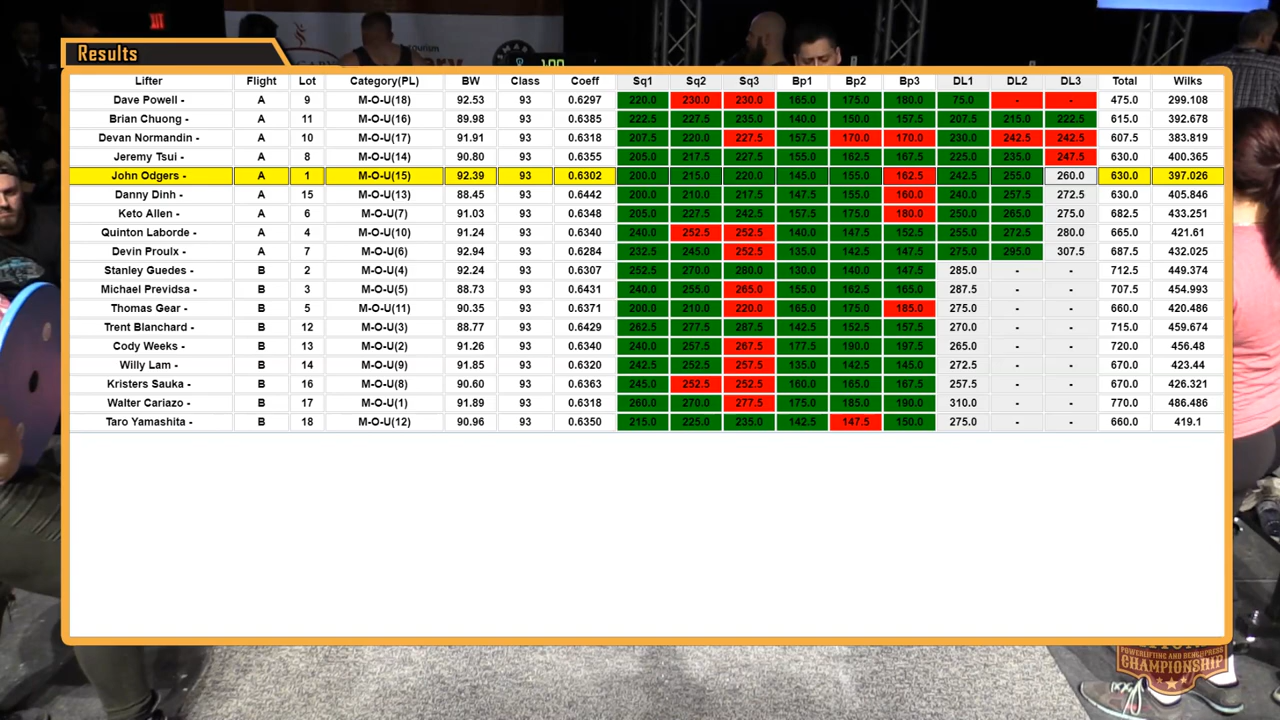 Results
Lifter Flight Lot Category(PL) BW Class Coeff Sq1 Sq2 Sq3 Bp1 Bp2 Bp3 DL1 DL2 DL3 Total Wilks
Dave Powell - A 9 M-O-U(18) 92.53 93 0.6297 220.0 230.0 230.0 165.0 175.0 180.0 75.0 - - 475.0 299.108
Brian Chuong - A 11 M-O-U(16) 89.98 93 0.6385 222.5 227.5 235.0 140.0 150.0 157.5 207.5 215.0 222.5 615.0 392.678
Devan Normandin - A 10 M-O-U(17) 91.91 93 0.6318 207.5 220.0 227.5 157.5 170.0 170.0 230.0 242.5 242.5 607.5 383.819
Jeremy Tsui - A 8 M-O-U(14) 90.80 93 0.6355 205.0 217.5 227.5 155.0 162.5 167.5 225.0 235.0 247.5 630.0 400.365
John Odgers - A 1 M-O-U(15) 92.39 93 0.6302 200.0 215.0 220.0 145.0 155.0 162.5 242.5 255.0 260.0 630.0 397.026
Danny Dinh - A 15 M-O-U(13) 88.45 93 0.6442 200.0 210.0 217.5 147.5 155.0 160.0 240.0 257.5 272.5 630.0 405.846
Keto Allen - A 6 M-O-U(7) 91.03 93 0.6348 205.0 227.5 242.5 157.5 175.0 180.0 250.0 265.0 275.0 682.5 433.251
Quinton Laborde - A 4 M-O-U(10) 91.24 93 0.6340 240.0 252.5 252.5 140.0 147.5 152.5 255.0 272.5 280.0 665.0 421.61
Devin Proulx - A 7 M-O-U(6) 92.94 93 0.6284 232.5 245.0 252.5 135.0 142.5 147.5 275.0 295.0 307.5 687.5 432.025
Stanley Guedes - B 2 M-O-U(4) 92.24 93 0.6307 252.5 270.0 280.0 130.0 140.0 147.5 285.0 - - 712.5 449.374
Michael Previdsa - B 3 M-O-U(5) 88.73 93 0.6431 240.0 255.0 265.0 155.0 162.5 165.0 287.5 - - 707.5 454.993
Thomas Gear - B 5 M-O-U(11) 90.35 93 0.6371 200.0 210.0 220.0 165.0 175.0 185.0 275.0 - - 660.0 420.486
Trent Blanchard - B 12 M-O-U(3) 88.77 93 0.6429 262.5 277.5 287.5 142.5 152.5 157.5 270.0 - - 715.0 459.674
Cody Weeks - B 13 M-O-U(2) 91.26 93 0.6340 240.0 257.5 267.5 177.5 190.0 197.5 265.0 - - 720.0 456.48
Willy Lam - B 14 M-O-U(9) 91.85 93 0.6320 242.5 252.5 257.5 135.0 142.5 145.0 272.5 - - 670.0 423.44
Kristers Sauka - B 16 M-O-U(8) 90.60 93 0.6363 245.0 252.5 252.5 160.0 165.0 167.5 257.5 - - 670.0 426.321
Walter Cariazo - B 17 M-O-U(1) 91.89 93 0.6318 260.0 270.0 277.5 175.0 185.0 190.0 310.0 - - 770.0 486.486
Taro Yamashita - B 18 M-O-U(12) 90.96 93 0.6350 215.0 225.0 235.0 142.5 147.5 150.0 275.0 - - 660.0 419.1
POWERLIFTING AND BENCHPRESS
CHAMPIONSHIP